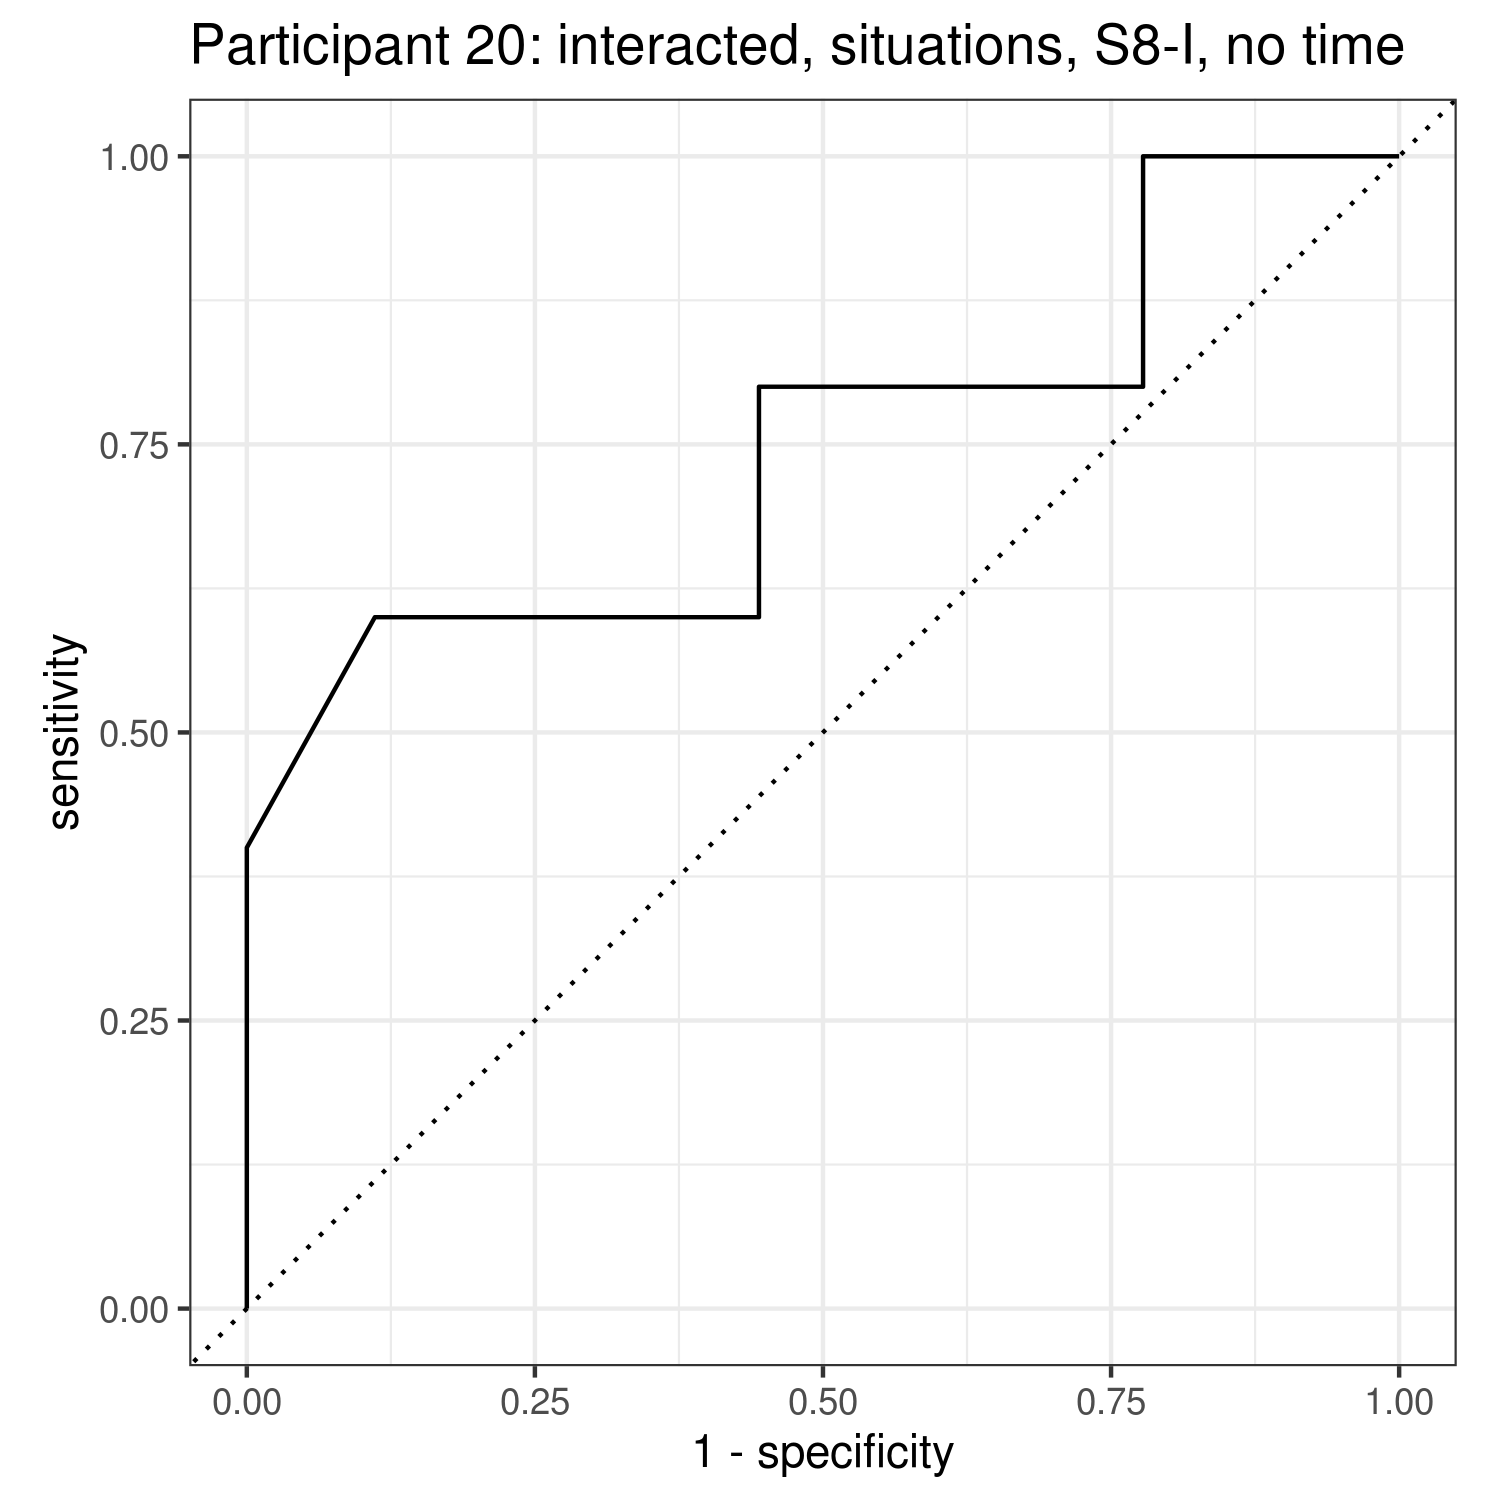 Participant 20: interacted, situations, S8-I, no time
sensitivity
1.00
0.75
0.50
0.25
0.00
0.00 0.25 0.50 0.75 1.00
1 - specificity